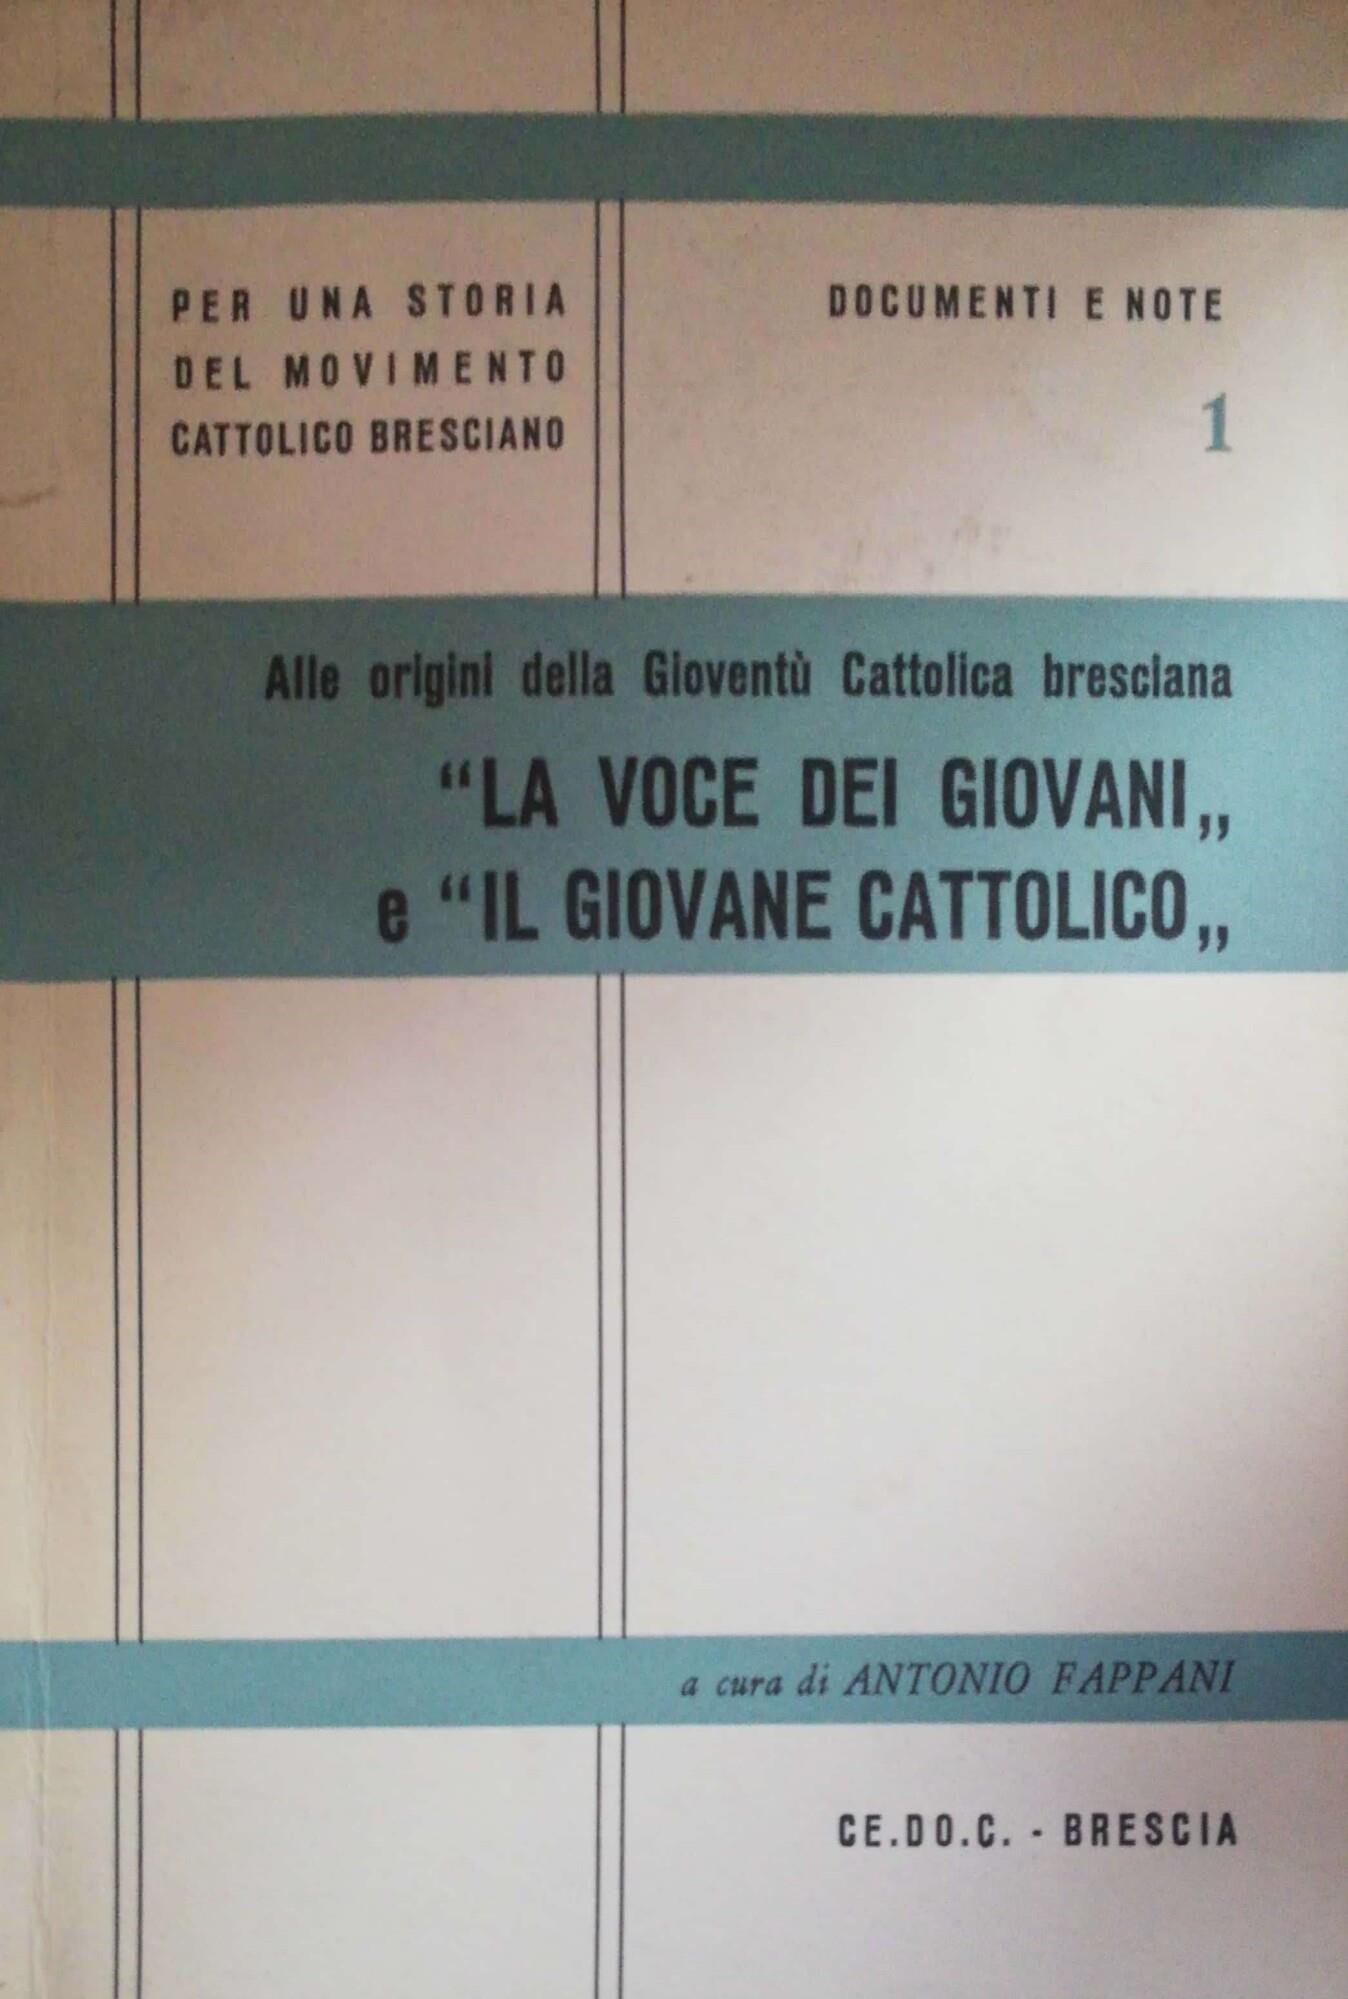 PER UNA STORIA
DEL MOVIMENTO
CATTOLICO BRESCIANO
DOCUMENTI E NOTE
1
Alle origini della Gioventù Cattolica bresciana
“LA VOCE DEI GIOVANI„
e “IL GIOVANE CATTOLICO„
a cura di ANTONIO FAPPANI
CE.DO.C. - BRESCIA